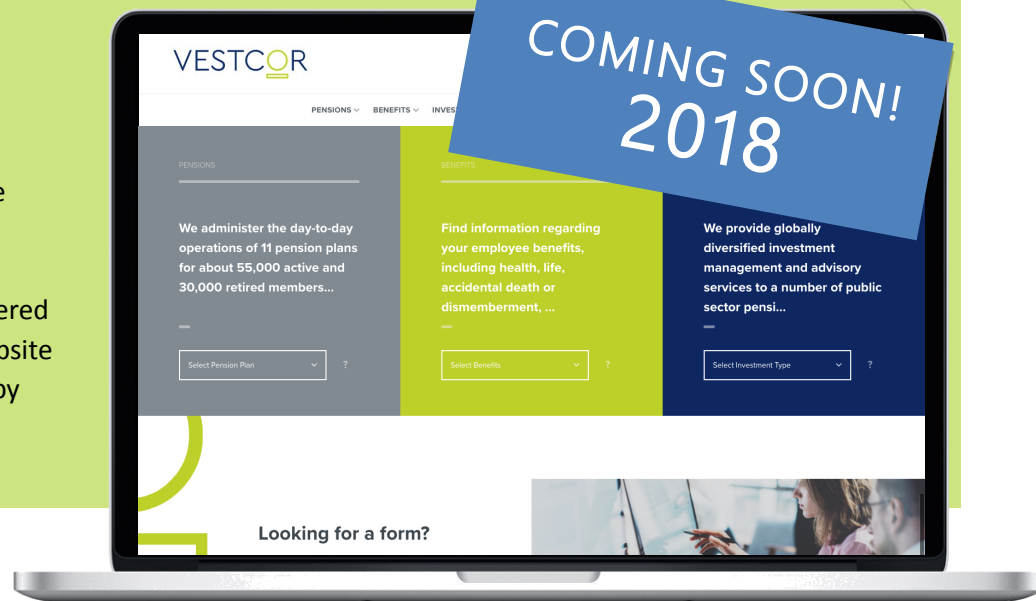 ered
by
VESTCOR
COMING SOON!
2018
PENSIONS BENEFITS
PENSIONS
We administer the day-to-day
operations of 11 pension plans
for about 55,000 active and
30,000 retired members...
Select Pension Plan ?
BENEFITS
Find information regarding
your employee benefits,
including health, life,
accidental death or
dismemberment, ...
Select Benefits ?
We provide globally
diversified investment
management and advisory
services to a number of public
sector pensi...
Select Investment Type ?
Looking for a form?